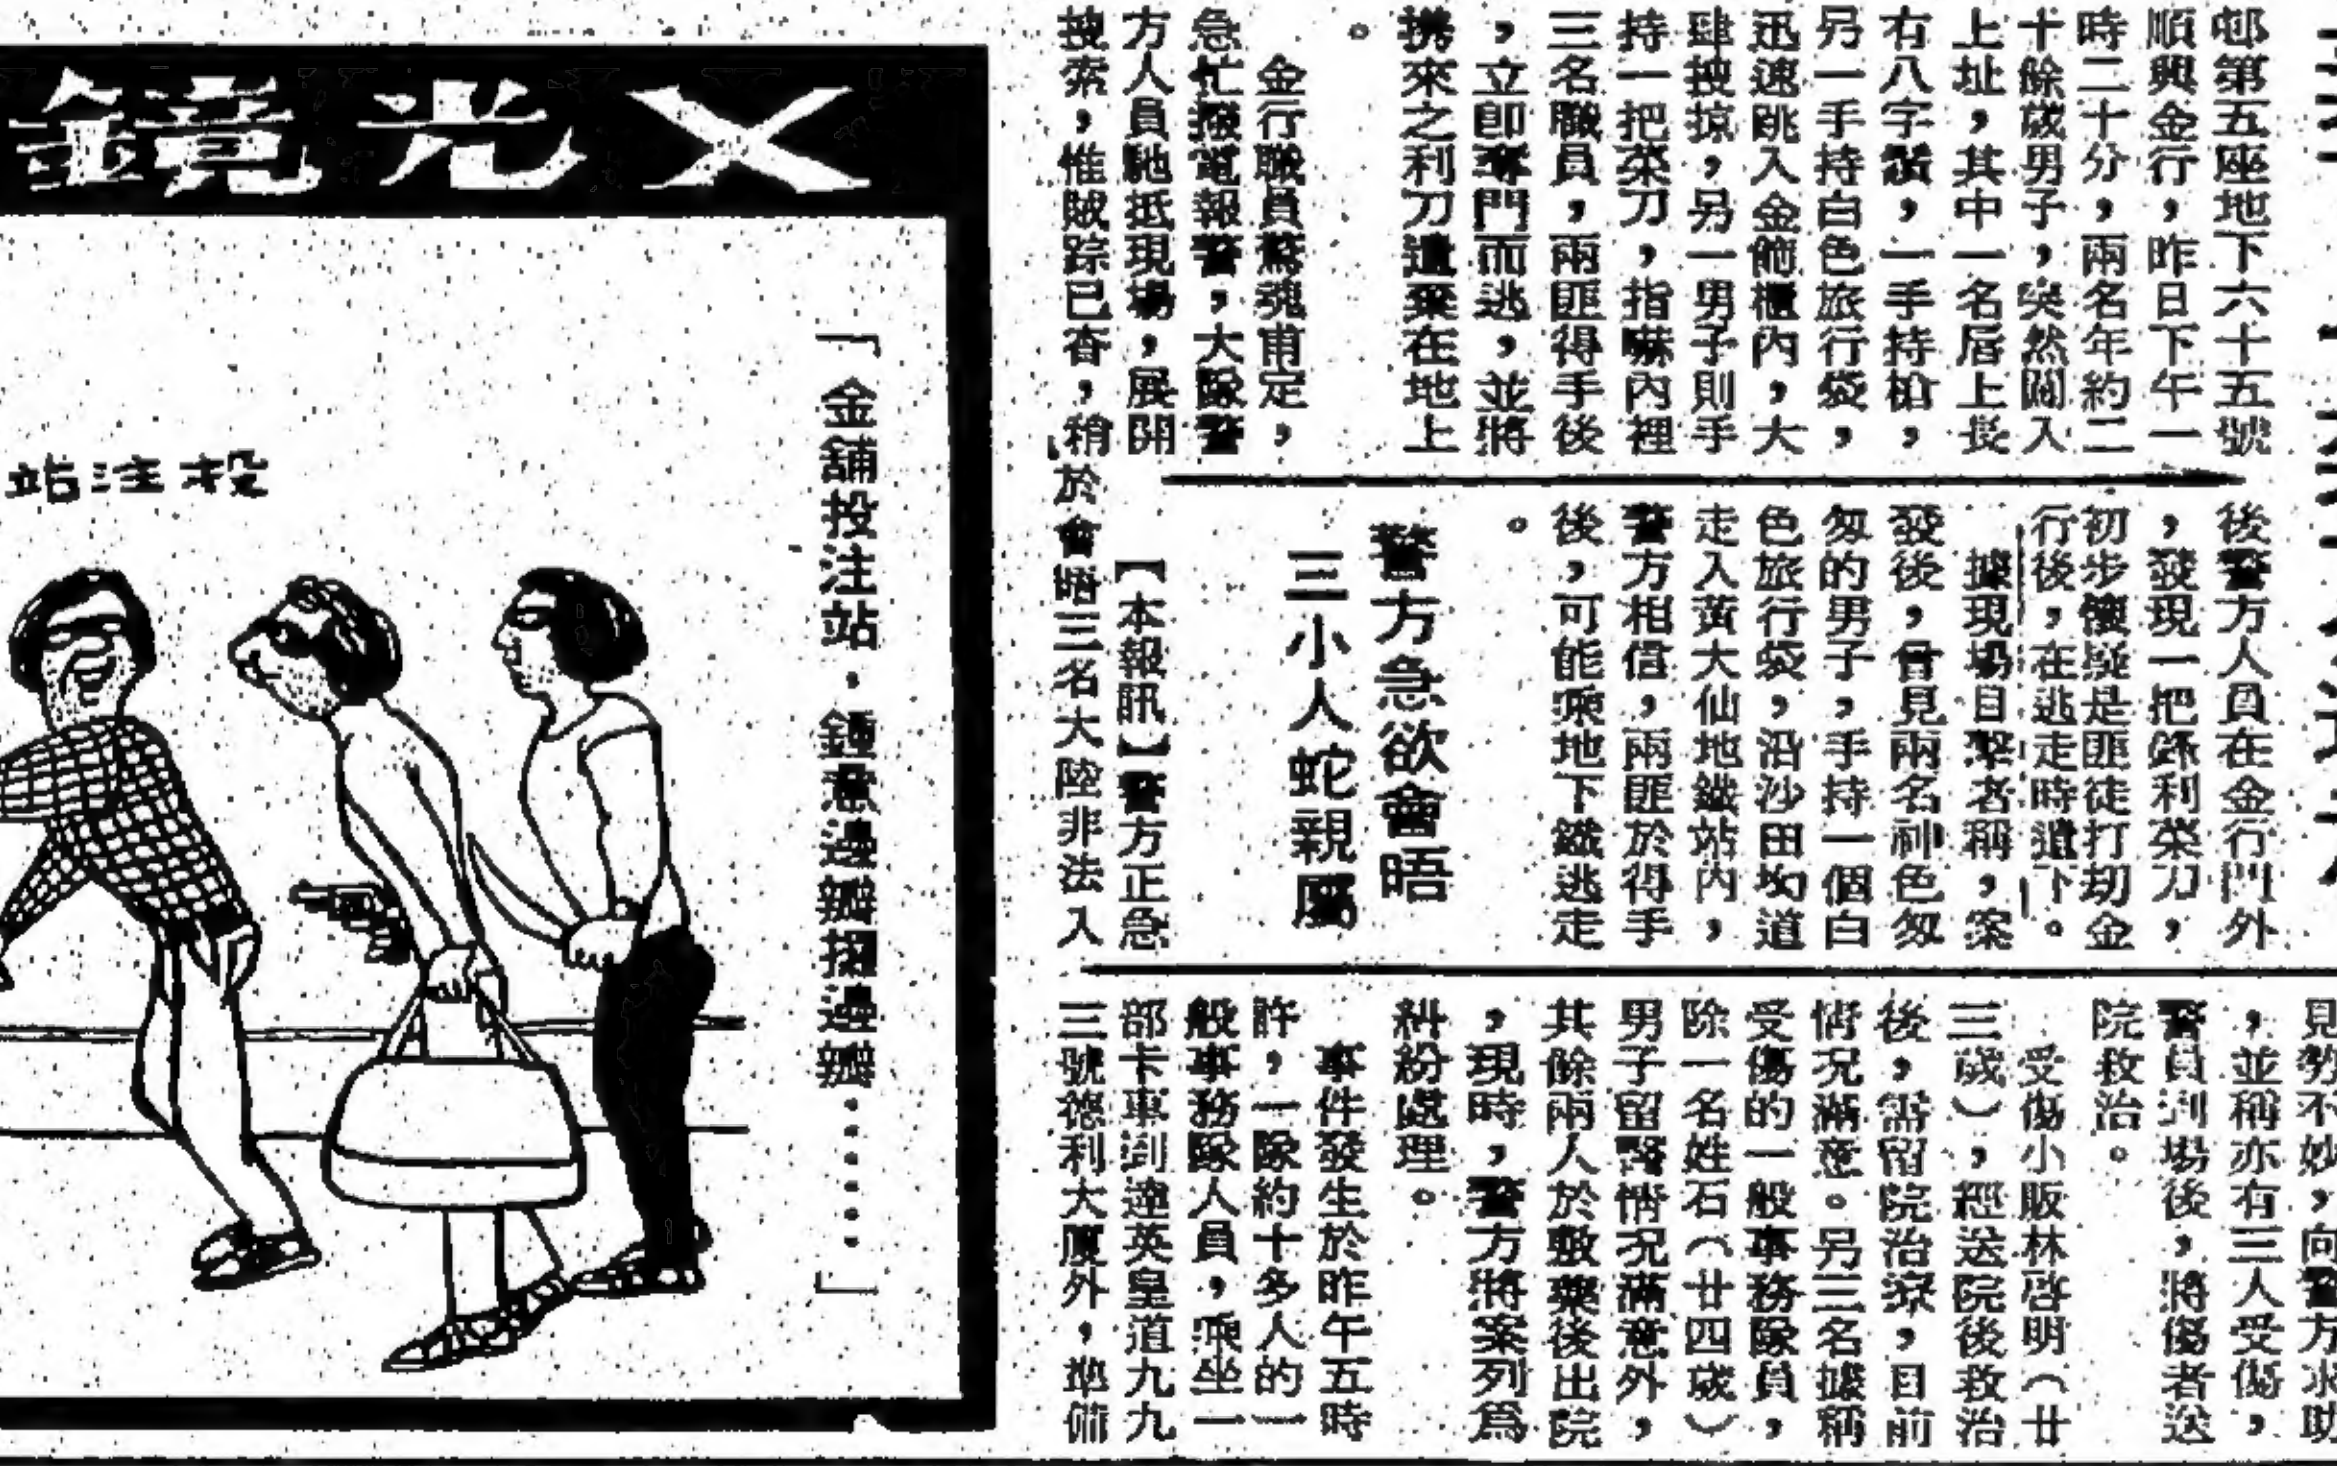 邨第五座地下六十五號
順興金行，昨日下午一
時二十分，兩名年約二
十餘歲男子，突然闖入
上址，其中一名唇上長
右八字鬚，一手持槍，
另一手持白色旅行袋，
迅速跳入金飾櫃內，大
肆搜掠，另一男子則手
持一把菜刀，指嚇內裡
三名職員，兩匪得手後
，立卽奪門而逃，並將
携來之利刀遺棄在地上
。
金行職員驚魂甫定，
急忙撥電報警，大隊警
方人員馳抵現場，展開
搜索，惟賊踪已杳，稍
後警方人員在金行門外
，發現一把鋒利菜刀，
初步懷疑是匪徒打刧金
行後，在逃走時遺下。
據現場目擊者稱，案
發後，曾見兩名神色匆
匆的男子，手持一個白
色旅行袋，沿沙田坳道
走入黃大仙地鐵站內，
警方相信，兩匪於得手
後，可能乘地下鐵逃走
。
警方急欲會晤
三小人蛇親屬
【本報訊】警方正急
於會晤三名大陸非法入
見勢不妙，向警方求助
，並稱亦有三人受傷，
警員到場後，將傷者送
院救治。
受傷小販林啓明（廿
三歲），經送院後救治
後，需留院治療，目前
情况滿意。另三名據稱
受傷的一般事務隊員，
除一名姓石（廿四歲）
男子留醫情况滿意外，
其餘兩人於敷藥後出院
，現時，警方將案列爲
糾紛處理。
事件發生於昨午五時
許，一隊約十多人的一
般事務隊人員，乘坐一
部卡車到達英皇道九九
三號德利大厦外，準備
X光鏡
「金舖投注站，鍾意邊瓣招邊瓣……」
投注站